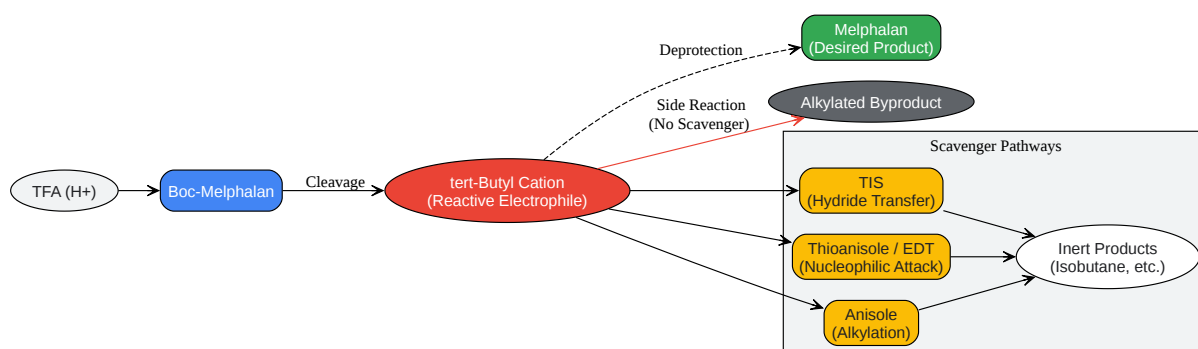 Melphalan
(Desired Product)
Deprotection
Side Reaction
(No Scavenger)
Alkylated Byproduct
Scavenger Pathways
TFA (H+)
Boc-Melphalan
Cleavage
tert-Butyl Cation
(Reactive Electrophile)
TIS
(Hydride Transfer)
Thioanisole / EDT
(Nucleophilic Attack)
Inert Products
(Isobutane, etc.)
Anisole
(Alkylation)